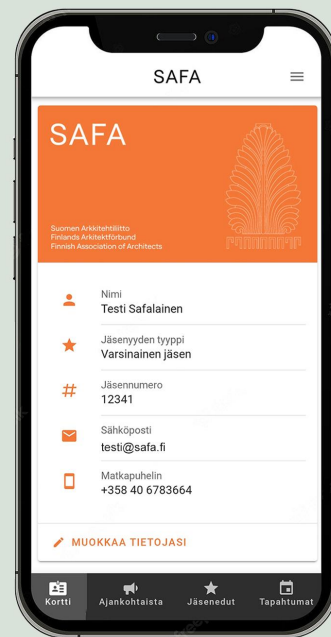 SAFA
SAFA
Suomen Arkkitehtiliitto
Finlands Arkitektförbund
Finnish Association of Architects
Nimi
Testi Safalainen
Jäsenyyden tyyppi
Varsinainen jäsen
Jäsennumero
12341
Sähköposti
testi@safa.fi
Matkapuhelin
+358 40 6783664
MUOKKAA TIETOJASI
Kortti
Ajankohtaista
Jäsenedut
Tapahtumat